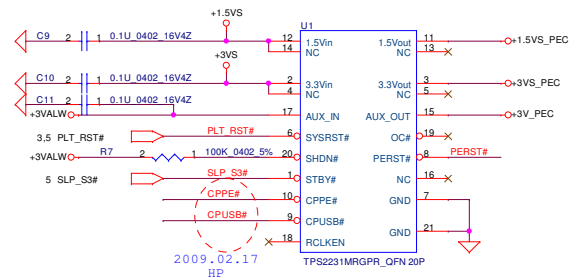 +1.5VS
U1
C9 2 1 0.1U_0402_16V4Z 12 1.5Vin 1.5Vout 11 +1.5VS_PEC
14 NC NC 13
+3VS
C10 2 1 0.1U_0402_16V4Z 2 3.3Vin 3.3Vout 3 +3VS_PEC
4 NC NC 5
C11 2 1 0.1U_0402_16V4Z
+3VALW 17 AUX_IN AUX_OUT 15 +3V_PEC
3,5 PLT_RST# PLT_RST# 6 SYSRST# OC# 19
+3VALW R7 2 1 100K_0402_5% 20 SHDN# PERST# 8 PERST#
5 SLP_S3# SLP_S3# 1 STBY# NC 16
CPPE# 10 CPPE# GND 7
CPUSB# 9 CPUSB#
18 RCLKEN GND 21
2009.02.17
HP
TPS2231MRGPR_QFN 20P